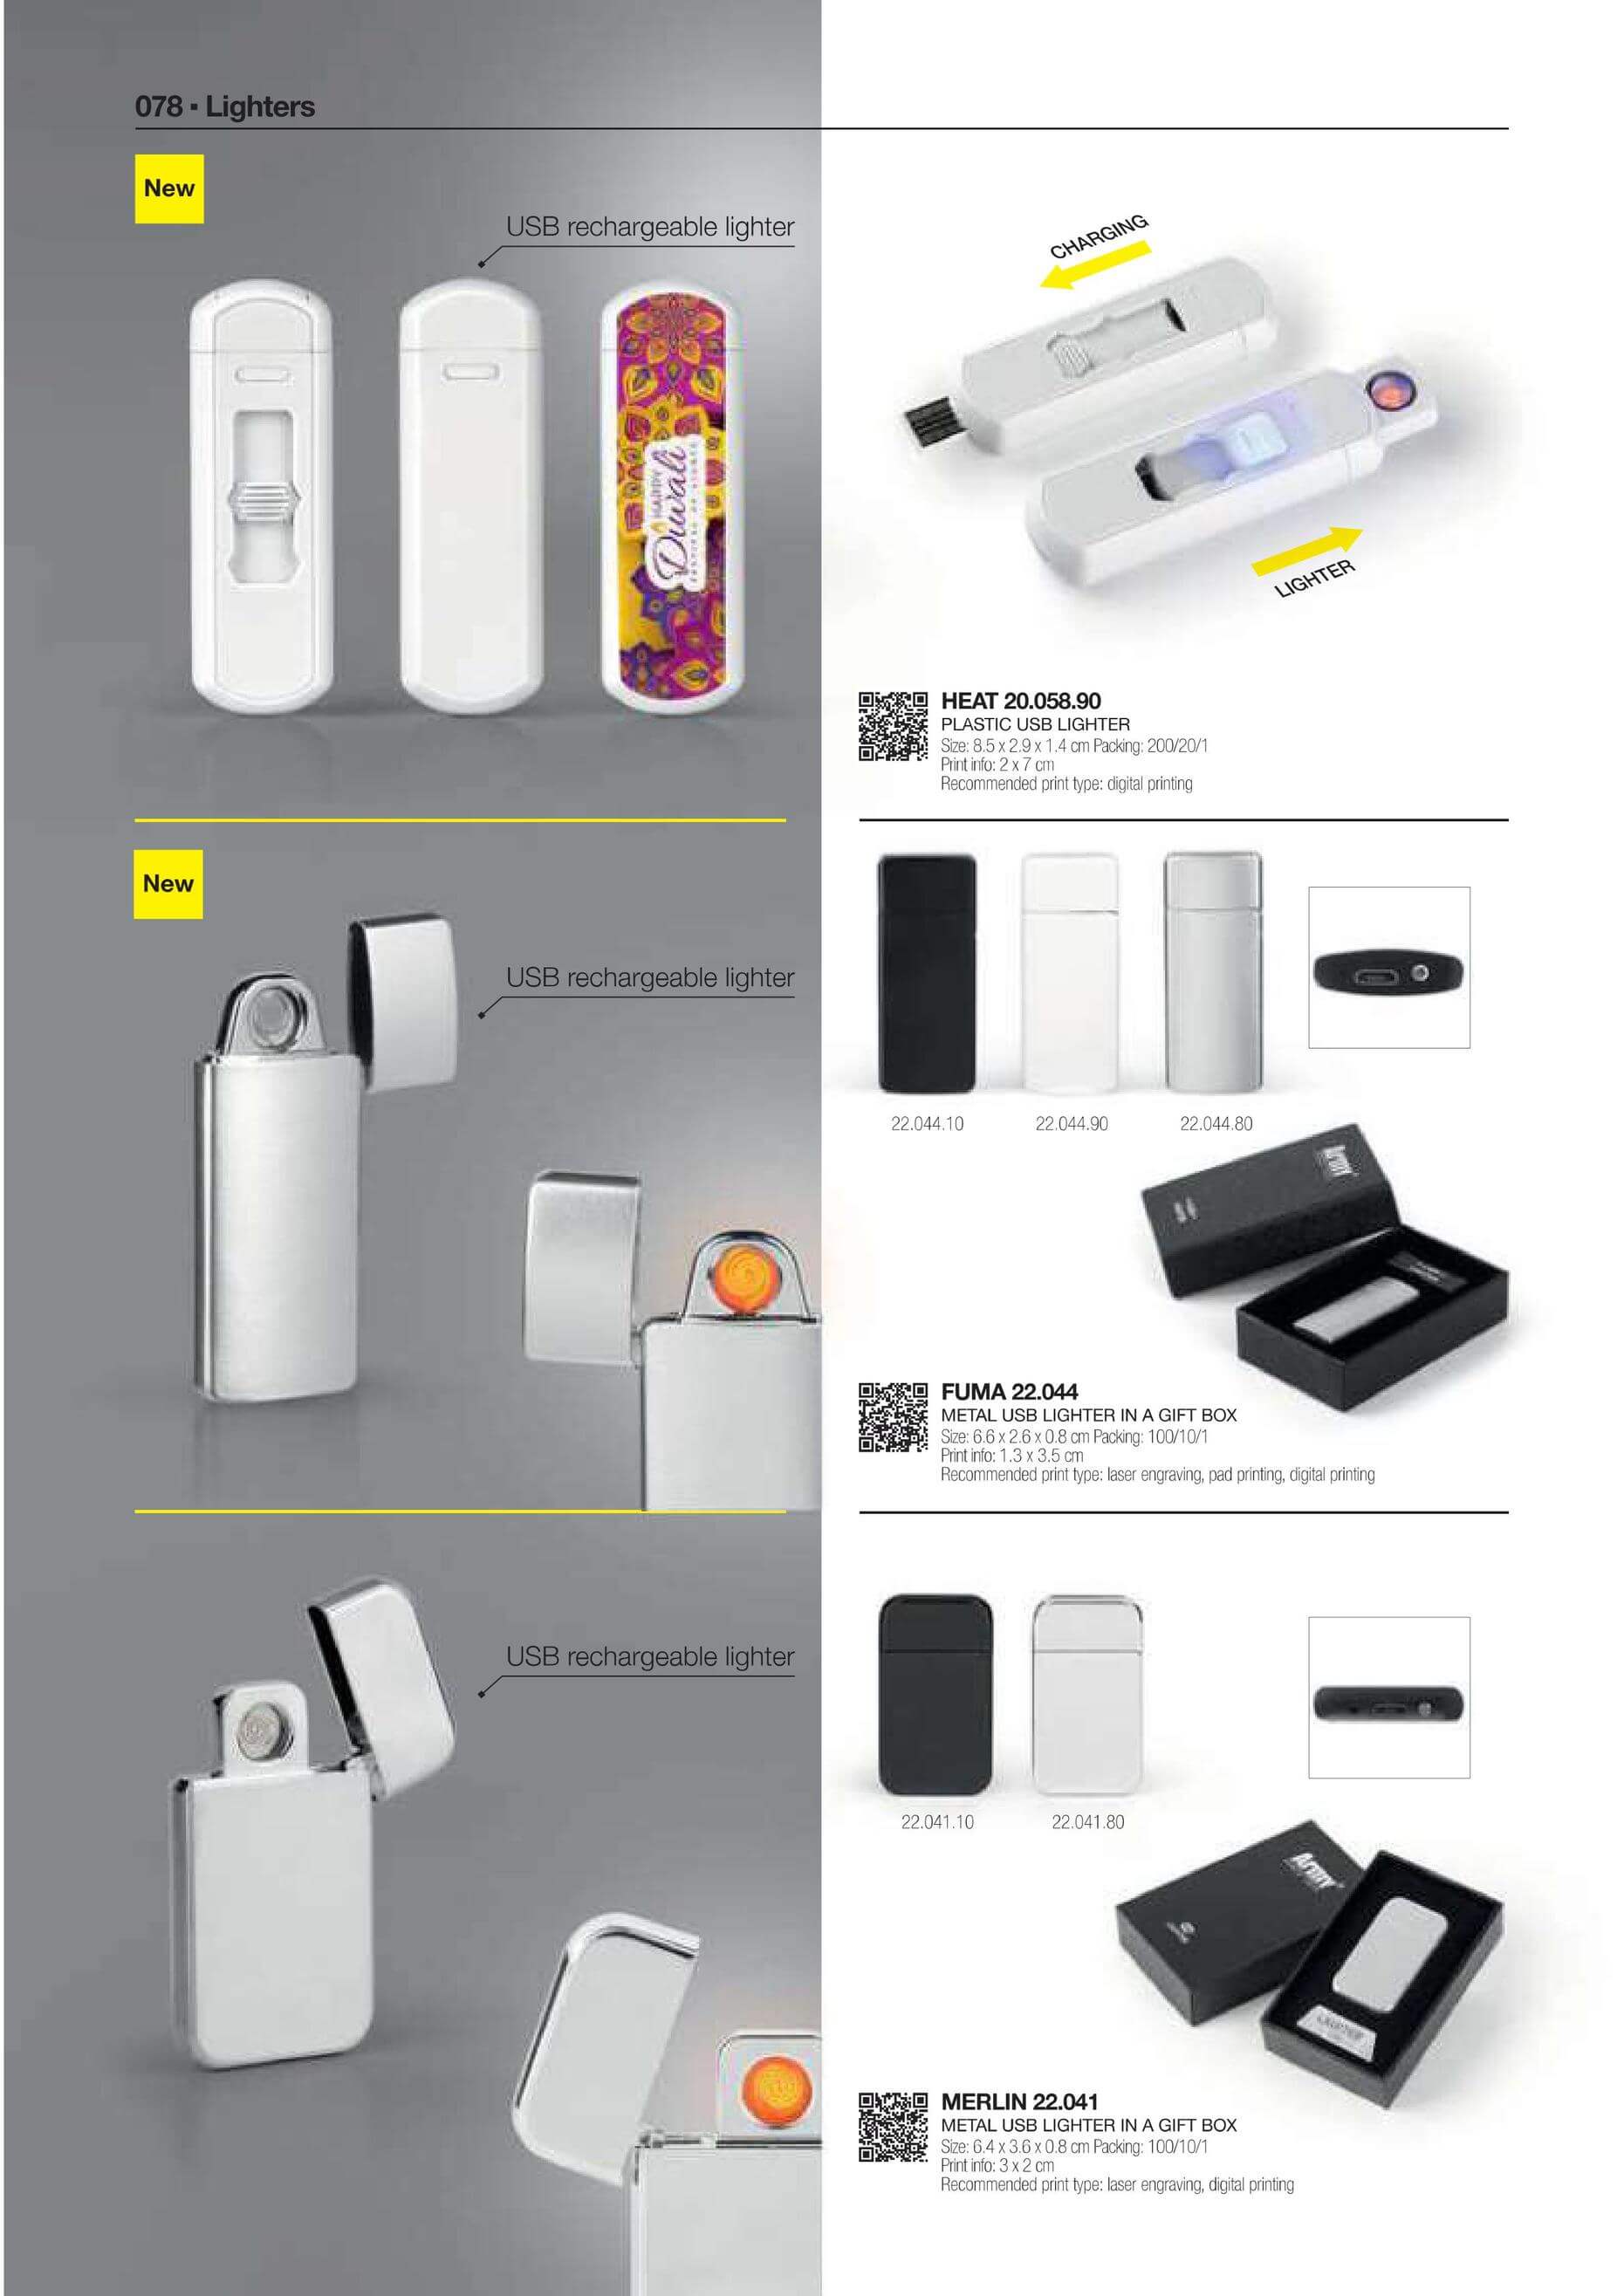 078 ▪ Lighters
New
USB rechargeable lighter
HAPPY
Diwali
CHARGING
LIGHTER
HEAT 20.058.90
PLASTIC USB LIGHTER
Size: 8.5 x 2.9 x 1.4 cm Packing: 200/20/1
Print info: 2 x 7 cm
Recommended print type: digital printing
New
USB rechargeable lighter
22.044.10
22.044.90
22.044.80
Army
FUMA 22.044
METAL USB LIGHTER IN A GIFT BOX
Size: 6.6 x 2.6 x 0.8 cm Packing: 100/10/1
Print info: 1.3 x 3.5 cm
Recommended print type: laser engraving, pad printing, digital printing
USB rechargeable lighter
22.041.10
22.041.80
Army
MERLIN 22.041
METAL USB LIGHTER IN A GIFT BOX
Size: 6.4 x 3.6 x 0.8 cm Packing: 100/10/1
Print info: 3 x 2 cm
Recommended print type: laser engraving, digital printing